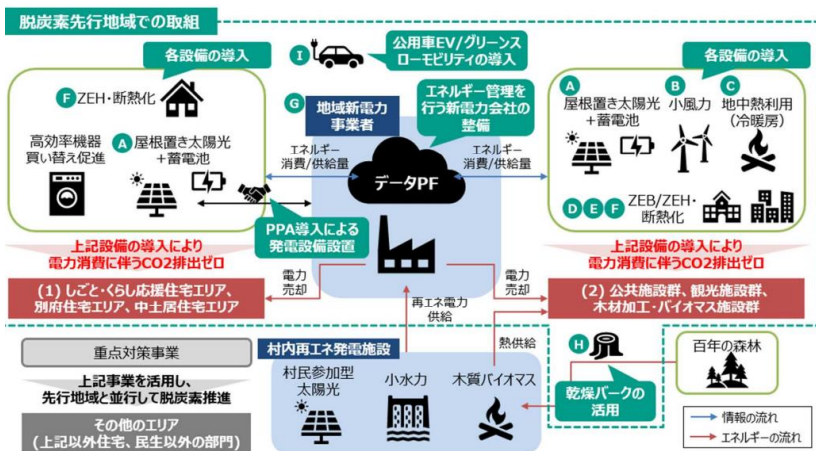 脱炭素先行地域での取組
各設備の導入
F ZEH・断熱化
高効率機器
買い替え促進
A 屋根置き太陽光
+蓄電池
I
公用車EV/グリーンス
ローモビリティの導入
G 地域新電力
事業者
エネルギー管理を
行う新電力会社の
整備
エネルギー
消費/供給量
データPF
エネルギー
消費/供給量
PPA導入による
発電設備設置
各設備の導入
A
屋根置き太陽光
+蓄電池
B
小風力
C
地中熱利用
(冷暖房)
D E F
ZEB/ZEH・
断熱化
上記設備の導入により
電力消費に伴うCO2排出ゼロ
上記設備の導入により
電力消費に伴うCO2排出ゼロ
(1) しごと・くらし応援住宅エリア、
別府住宅エリア、中土居住宅エリア
電力
売却
電力
売却
(2) 公共施設群、観光施設群、
木材加工・バイオマス施設群
再エネ電力
供給
熱供給
重点対策事業
上記事業を活用し、
先行地域と並行して脱炭素推進
その他のエリア
(上記以外住宅、民生以外の部門)
村内再エネ発電施設
村民参加型
太陽光
小水力
木質バイオマス
H
乾燥バークの
活用
百年の森林
情報の流れ
エネルギーの流れ